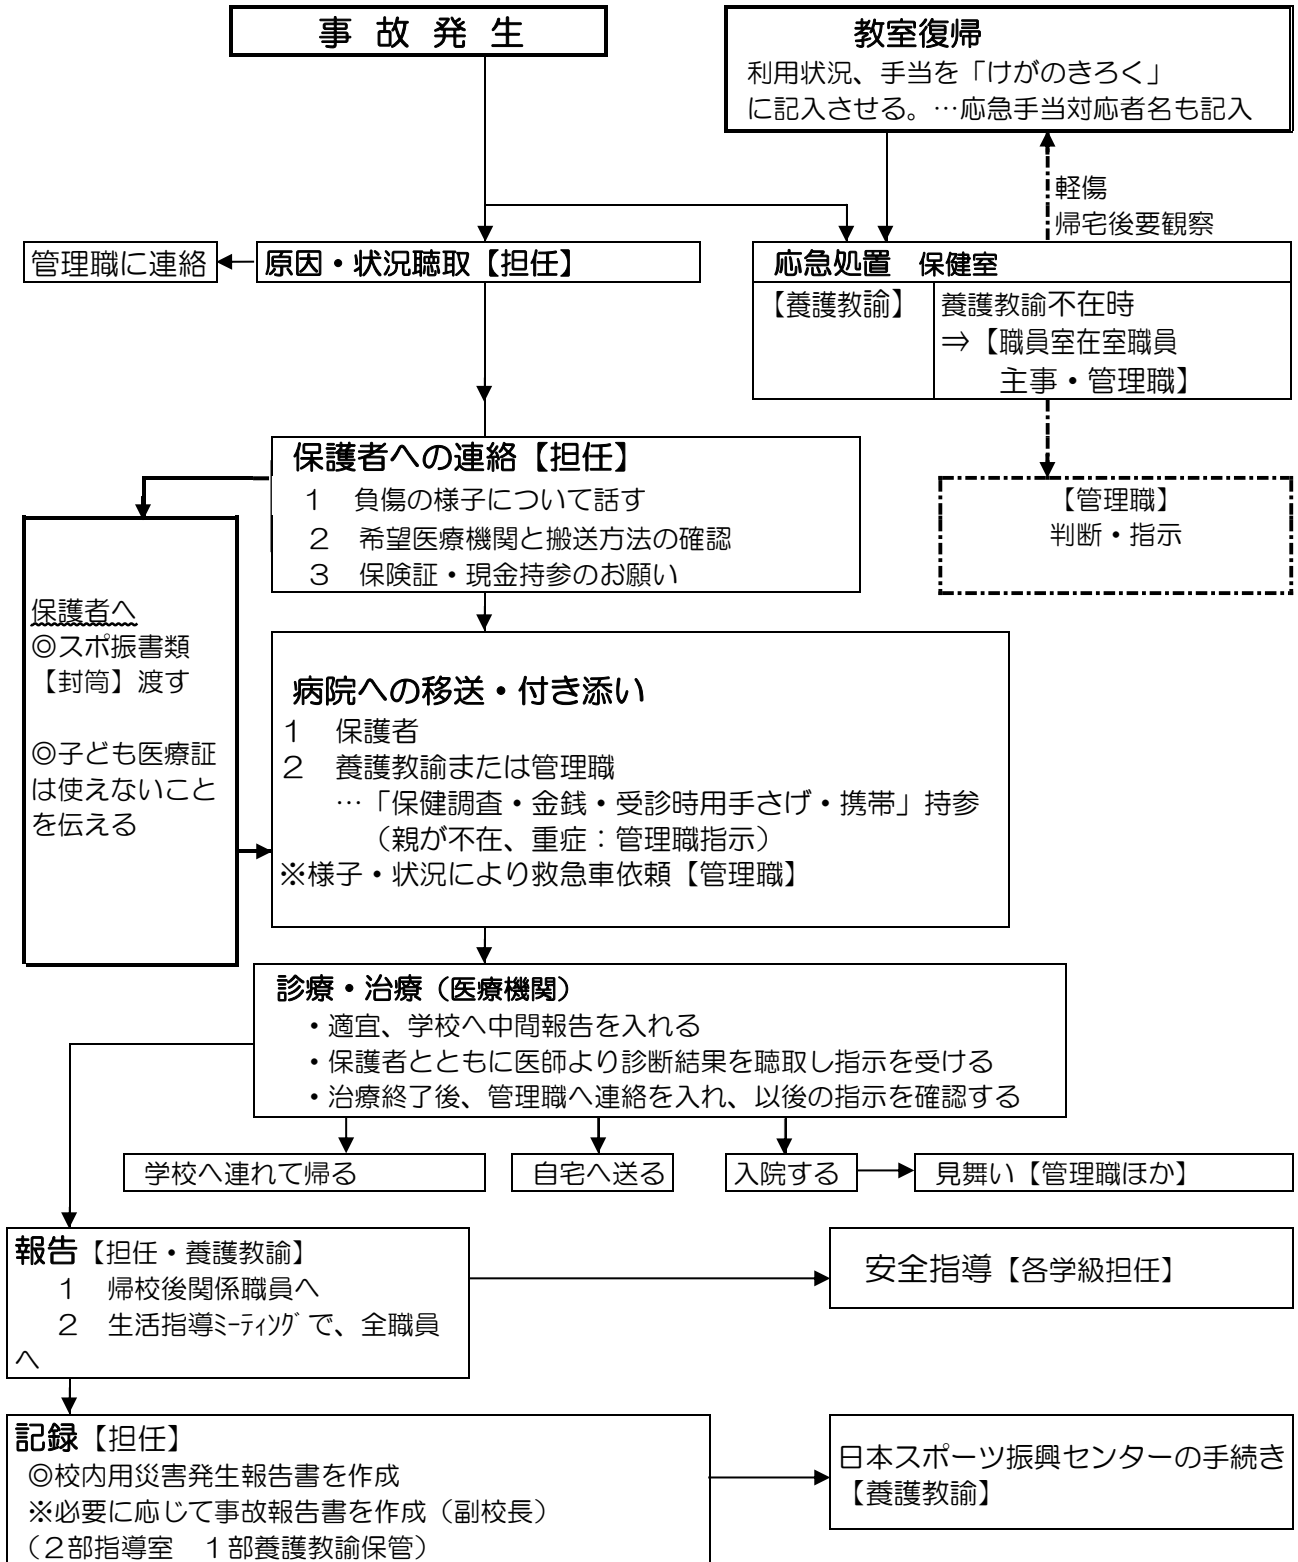 事 故 発 生
教室復帰
利用状況、手当を「けがのきろく」
に記入させる。…応急手当対応者名も記入
軽傷
帰宅後要観察
管理職に連絡
原因・状況聴取【担任】
応急処置 保健室
【養護教諭】
養護教諭不在時
⇒【職員室在室職員
主事・管理職】
保護者への連絡【担任】
１ 負傷の様子について話す
２ 希望医療機関と搬送方法の確認
３ 保険証・現金持参のお願い
【管理職】
判断・指示
保護者へ
◎スポ振書類
【封筒】渡す
◎子ども医療証
は使えないこと
を伝える
病院への移送・付き添い
１ 保護者
２ 養護教諭または管理職
…「保健調査・金銭・受診時用手さげ・携帯」持参
（親が不在、重症：管理職指示）
※様子・状況により救急車依頼【管理職】
診療・治療（医療機関）
・適宜、学校へ中間報告を入れる
・保護者とともに医師より診断結果を聴取し指示を受ける
・治療終了後、管理職へ連絡を入れ、以後の指示を確認する
学校へ連れて帰る
自宅へ送る
入院する
見舞い【管理職ほか】
報告【担任・養護教諭】
１ 帰校後関係職員へ
２ 生活指導ﾐｰﾃｨﾝｸﾞで、全職員
へ
安全指導【各学級担任】
記録【担任】
◎校内用災害発生報告書を作成
※必要に応じて事故報告書を作成（副校長）
（２部指導室 １部養護教諭保管）
日本スポーツ振興センターの手続き
【養護教諭】